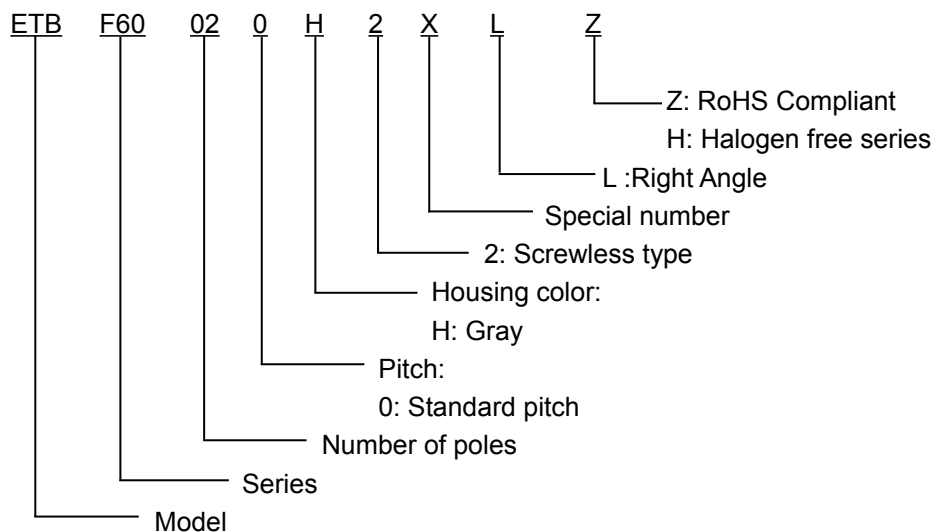 ETB F60 02 0 H 2 X L Z
Z: RoHS Compliant
H: Halogen free series
L :Right Angle
Special number
2: Screwless type
Housing color:
H: Gray
Pitch:
0: Standard pitch
Number of poles
Series
Model